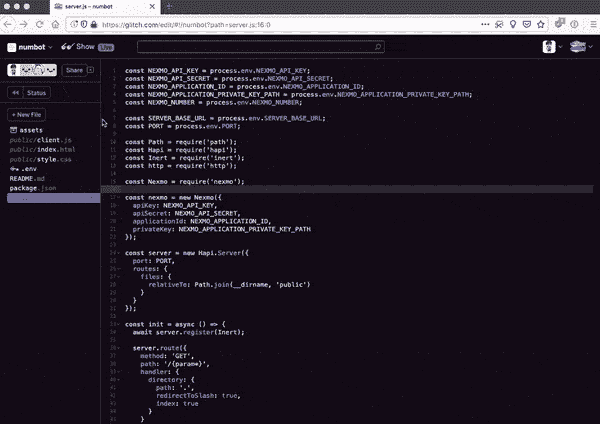 server.js – numbot
https://glitch.com/edit/#!/numbot?path=server.js:16:0
numbot
Show
Live
Share
Status
+ New File
assets
public/client.js
public/index.html
public/style.css
.env
README.md
package.json
const NEXMO_API_KEY = process.env.NEXMO_API_KEY;
const NEXMO_API_SECRET = process.env.NEXMO_API_SECRET;
const NEXMO_APPLICATION_ID = process.env.NEXMO_APPLICATION_ID;
const NEXMO_APPLICATION_PRIVATE_KEY_PATH = process.env.NEXMO_APPLICATION_PRIVATE_KEY_PATH;
const NEXMO_NUMBER = process.env.NEXMO_NUMBER;
const SERVER_BASE_URL = process.env.SERVER_BASE_URL;
const PORT = process.env.PORT;
const Path = require('path');
const Hapi = require('hapi');
const Inert = require('inert');
const http = require('http');
const Nexmo = require('nexmo');
const nexmo = new Nexmo({
apiKey: NEXMO_API_KEY,
apiSecret: NEXMO_API_SECRET,
applicationId: NEXMO_APPLICATION_ID,
privateKey: NEXMO_APPLICATION_PRIVATE_KEY_PATH
});
const server = new Hapi.Server({
port: PORT,
routes: {
files: {
relativeTo: Path.join(__dirname, 'public')
}
}
});
const init = async () => {
await server.register(Inert);
server.route({
method: 'GET',
path: '/{param*}',
handler: {
directory: {
path: '.',
redirectToSlash: true,
index: true
}
}